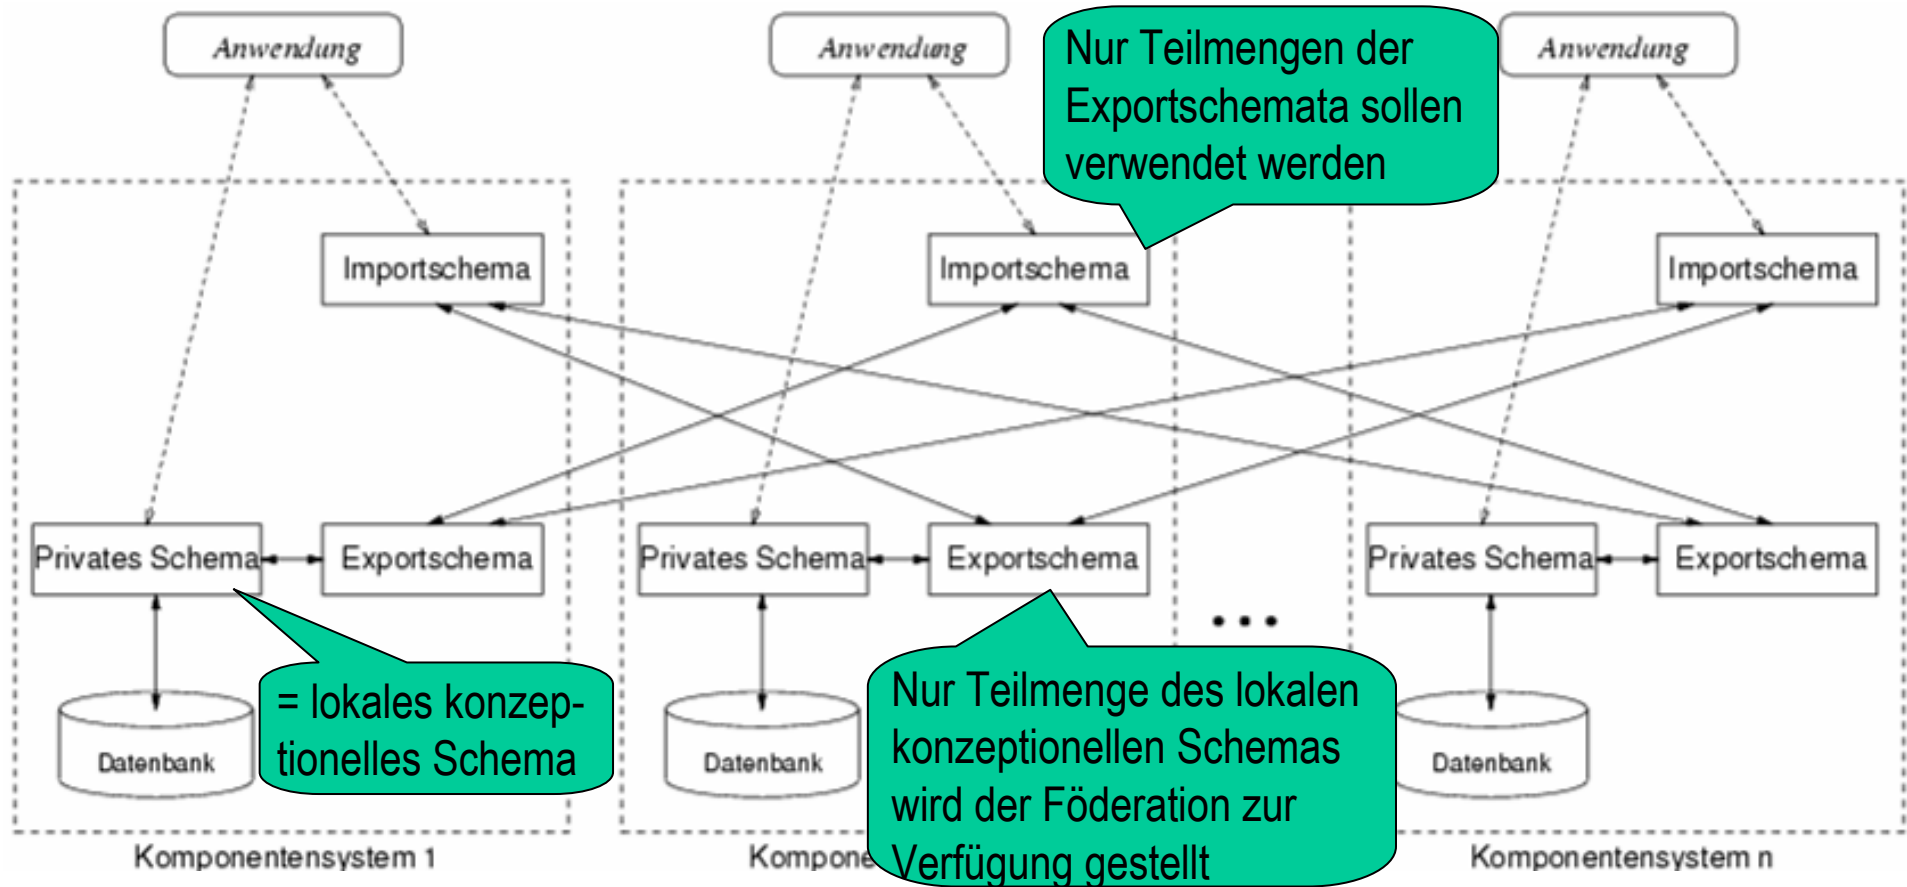 Anwendung
Anwendung
Anwendung
Nur Teilmengen der
Exportschemata sollen
verwendet werden
Importschema
Importschema
Importschema
Privates Schema
Exportschema
Privates Schema
Exportschema
Privates Schema
Exportschema
...
= lokales konzep-
tionelles Schema
Nur Teilmenge des lokalen
konzeptionellen Schemas
wird der Föderation zur
Verfügung gestellt
Datenbank
Datenbank
Datenbank
Komponentensystem 1
Kompone
Komponentensystem n